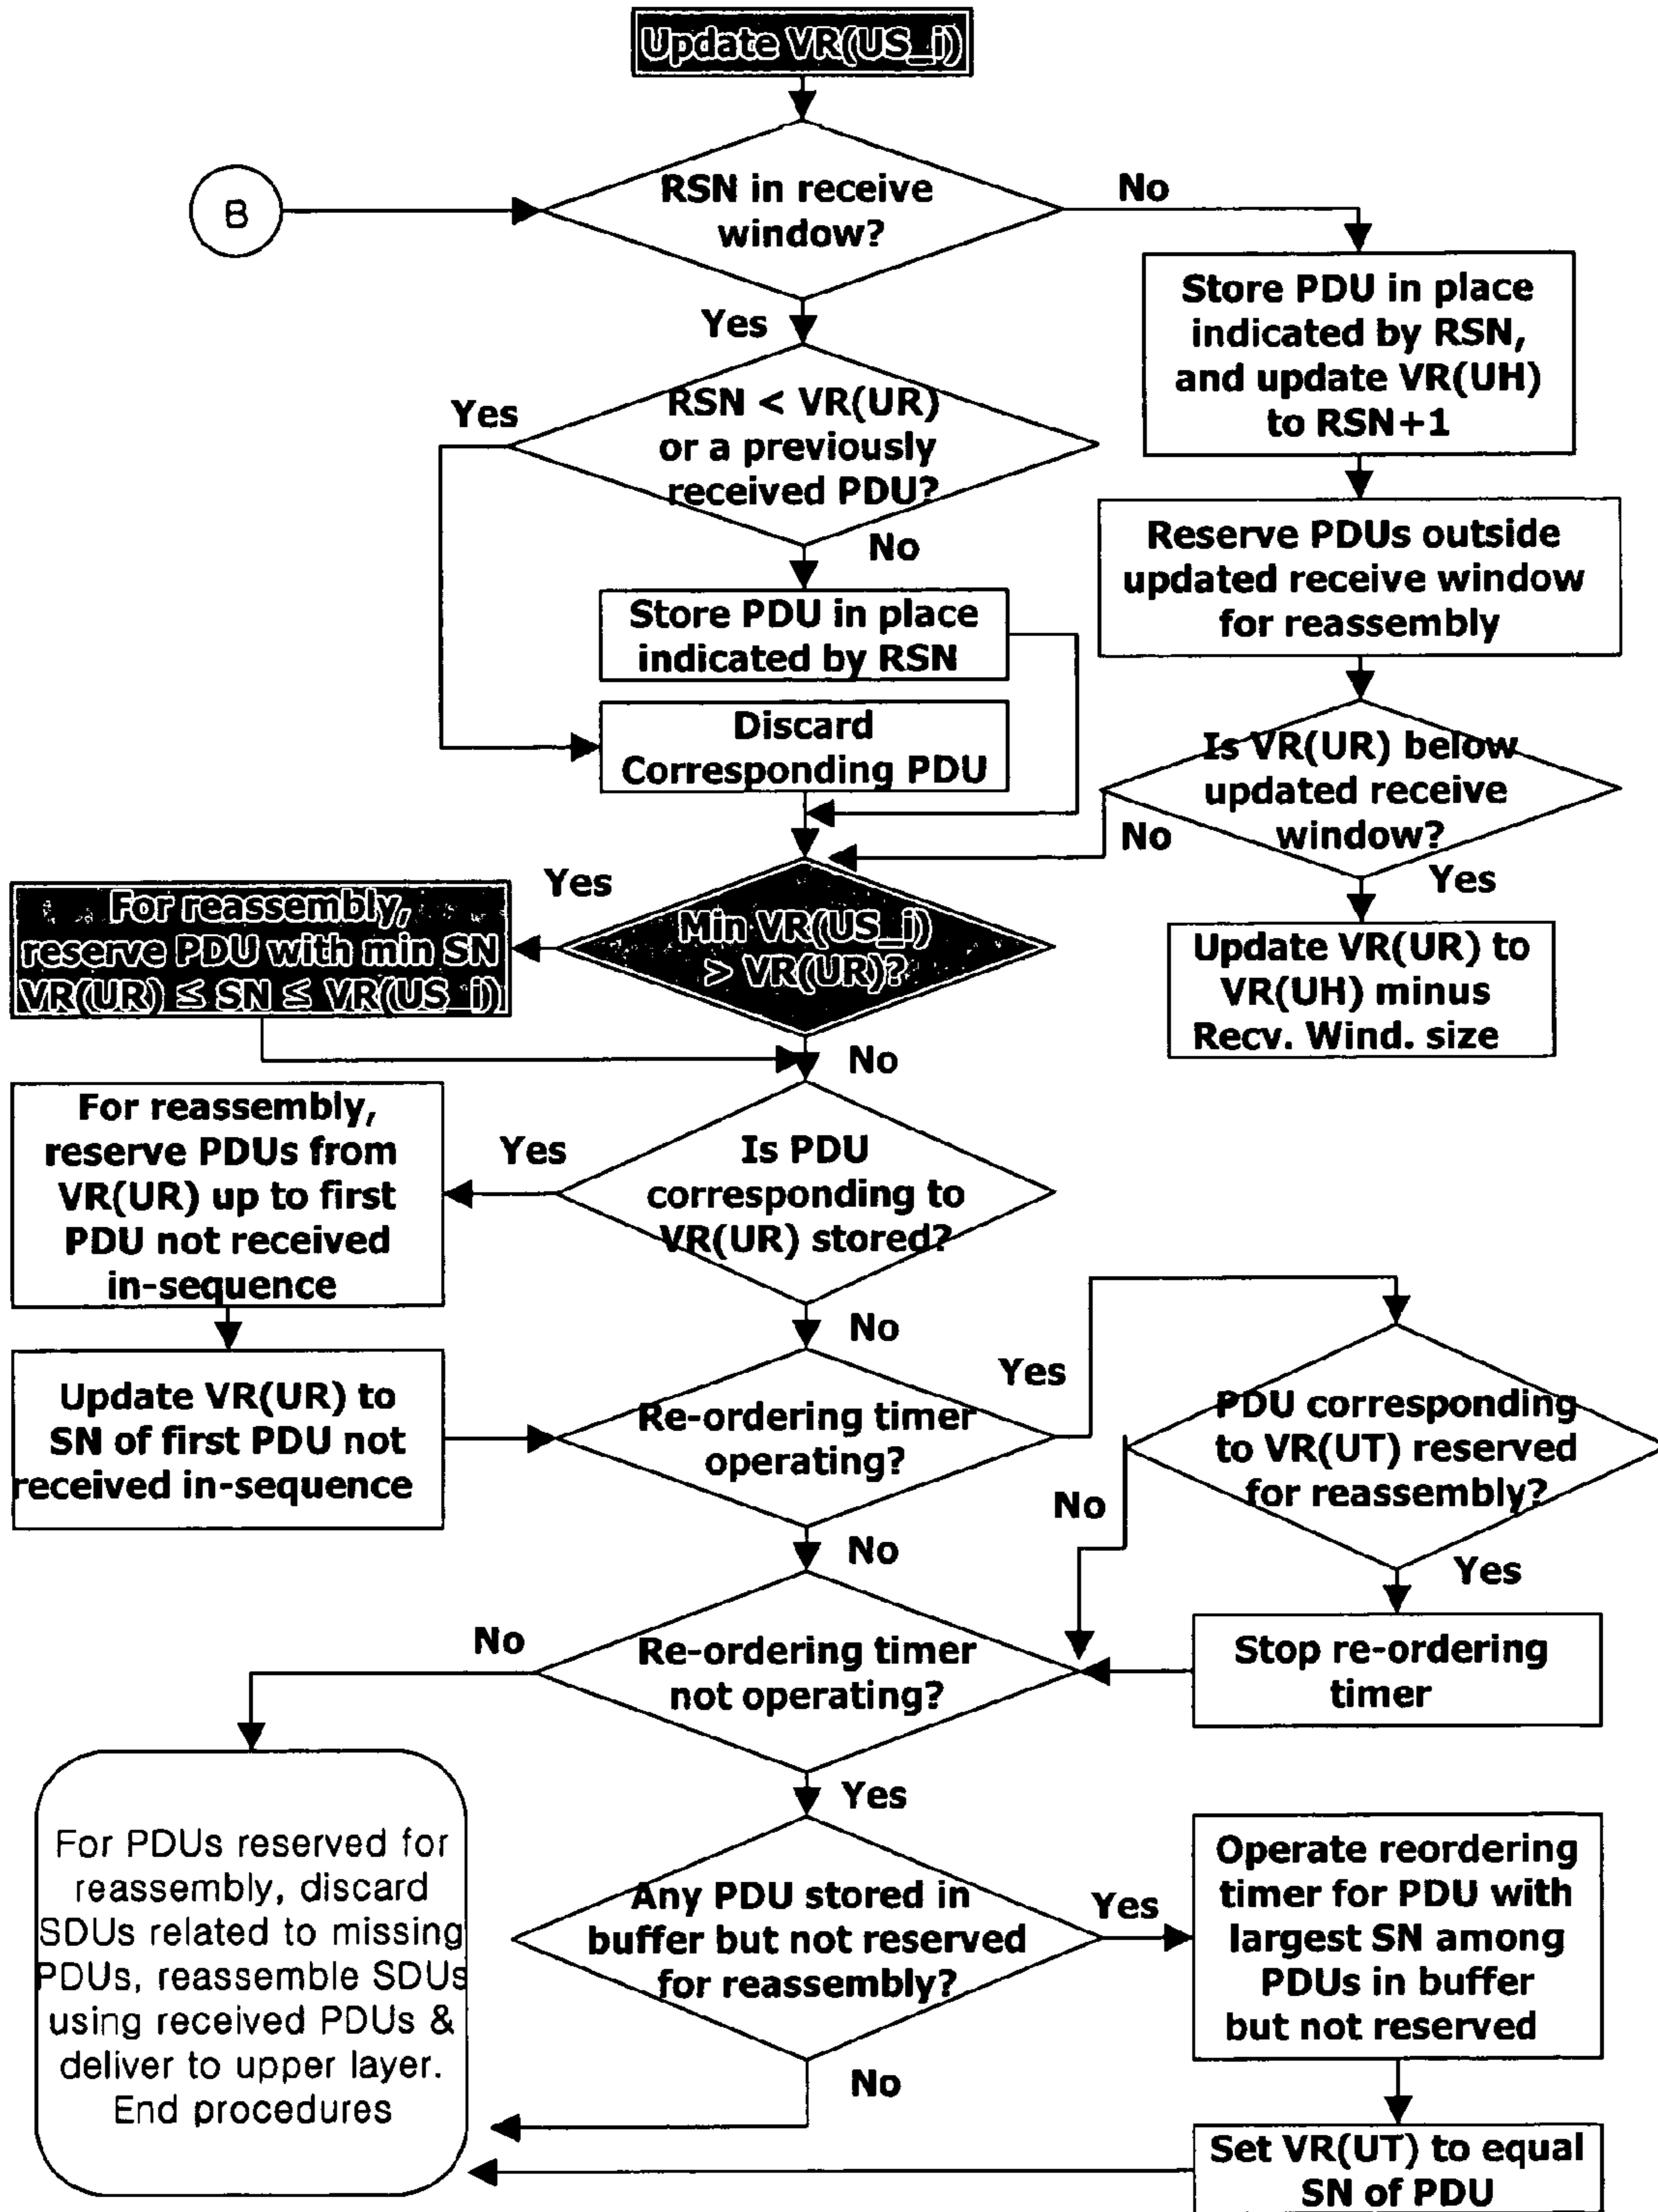 Update VR(US_i)
B
RSN in receive
window?
No
Yes
Store PDU in place
indicated by RSN,
and update VR(UH)
to RSN+1
RSN < VR(UR)
or a previously
received PDU?
Yes
No
Reserve PDUs outside
updated receive window
for reassembly
Store PDU in place
indicated by RSN
Discard
Corresponding PDU
Is VR(UR) below
updated receive
window?
No
Yes
Update VR(UR) to
VR(UH) minus
Recv. Wind. size
Min VR(US_i)
> VR(UR)?
Yes
No
For reassembly,
reserve PDU with min SN
VR(UR) ≤ SN ≤ VR(US_i)
Is PDU
corresponding to
VR(UR) stored?
Yes
No
For reassembly,
reserve PDUs from
VR(UR) up to first
PDU not received
in-sequence
Update VR(UR) to
SN of first PDU not
received in-sequence
Re-ordering timer
operating?
Yes
No
PDU corresponding
to VR(UT) reserved
for reassembly?
No
Yes
Stop re-ordering
timer
Re-ordering timer
not operating?
No
Yes
Any PDU stored in
buffer but not reserved
for reassembly?
Yes
No
Operate reordering
timer for PDU with
largest SN among
PDUs in buffer
but not reserved
Set VR(UT) to equal
SN of PDU
For PDUs reserved for
reassembly, discard
SDUs related to missing
PDUs, reassemble SDUs
using received PDUs &
deliver to upper layer.
End procedures